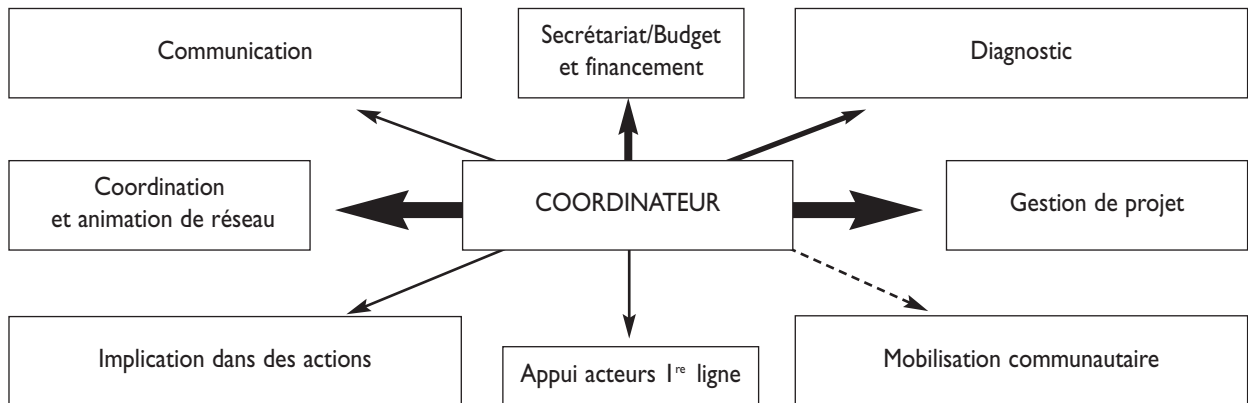 Communication
Secrétariat/Budget
et financement
Diagnostic
Coordination
et animation de réseau
COORDINATEUR
Gestion de projet
Implication dans des actions
Appui acteurs 1re ligne
Mobilisation communautaire